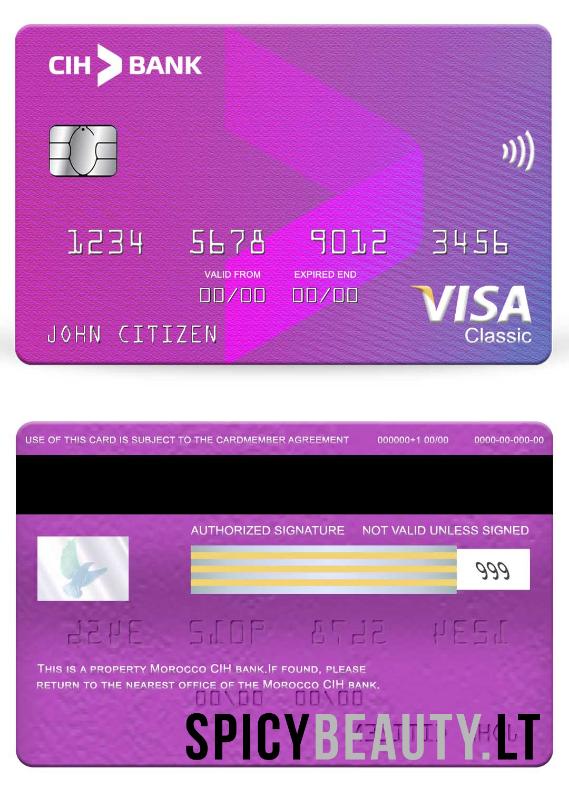 CIH BANK
1234 5678 9012 3456
VALID FROM EXPIRED END
00/00 00/00
VISA
JOHN CITIZEN
Classic
USE OF THIS CARD IS SUBJECT TO THE CARDMEMBER AGREEMENT 000000+1 00/00 0000-00-000-00
AUTHORIZED SIGNATURE NOT VALID UNLESS SIGNED
999
THIS IS A PROPERTY MOROCCO CIH BANK.IF FOUND, PLEASE
RETURN TO THE NEAREST OFFICE OF THE MOROCCO CIH BANK.
SPICYBEAUTY.LT